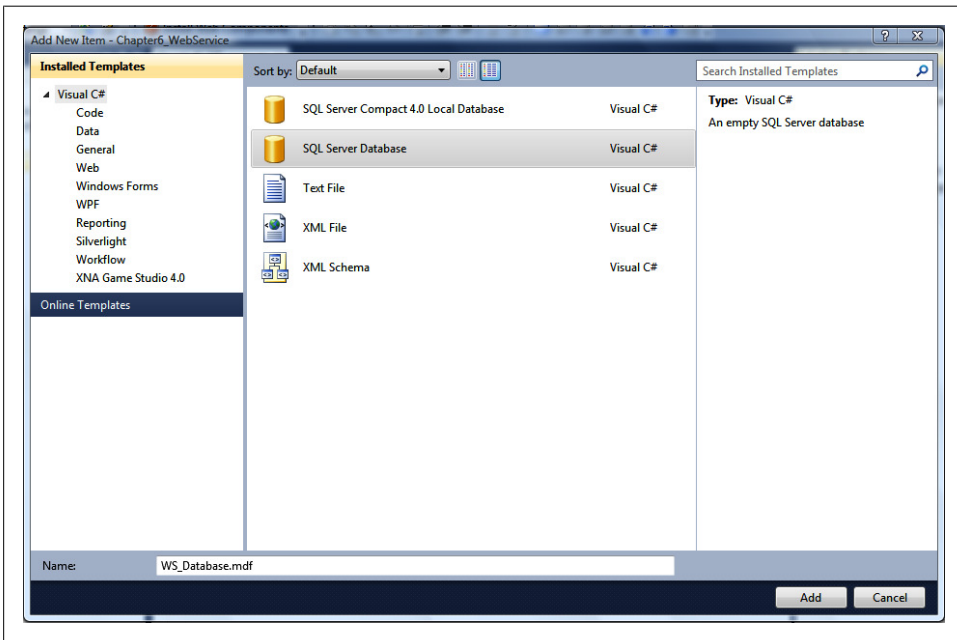 Add New Item - Chapter6_WebService
Installed Templates
Visual C#
Code
Data
General
Web
Windows Forms
WPF
Reporting
Silverlight
Workflow
XNA Game Studio 4.0
Online Templates
Sort by: Default
SQL Server Compact 4.0 Local Database Visual C#
SQL Server Database Visual C#
Text File Visual C#
XML File Visual C#
XML Schema Visual C#
Search Installed Templates
Type: Visual C#
An empty SQL Server database
Name: WS_Database.mdf
Add Cancel